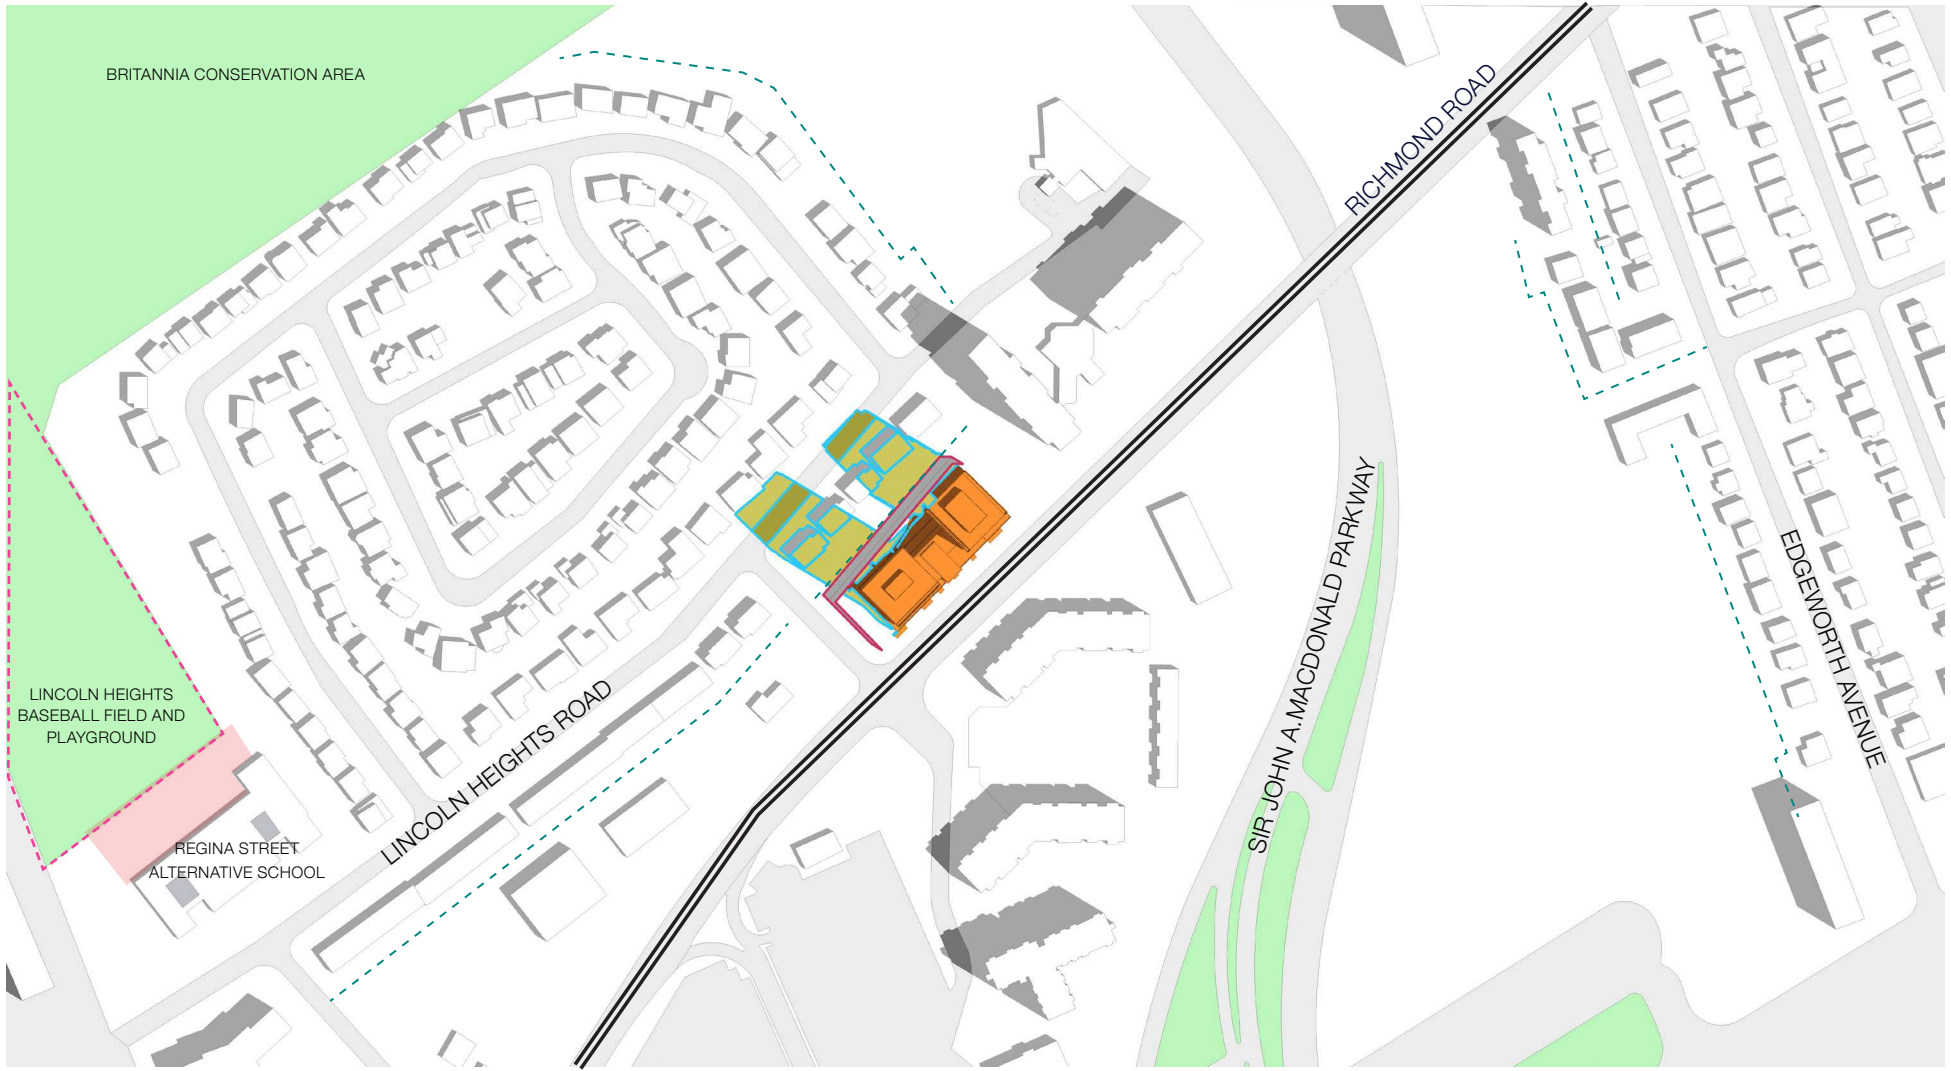 BRITANNIA CONSERVATION AREA
RICHMOND ROAD
SIR JOHN A.MACDONALD PARKWAY
EDGEWORTH AVENUE
LINCOLN HEIGHTS ROAD
LINCOLN HEIGHTS
BASEBALL FIELD AND
PLAYGROUND
REGINA STREET
ALTERNATIVE SCHOOL